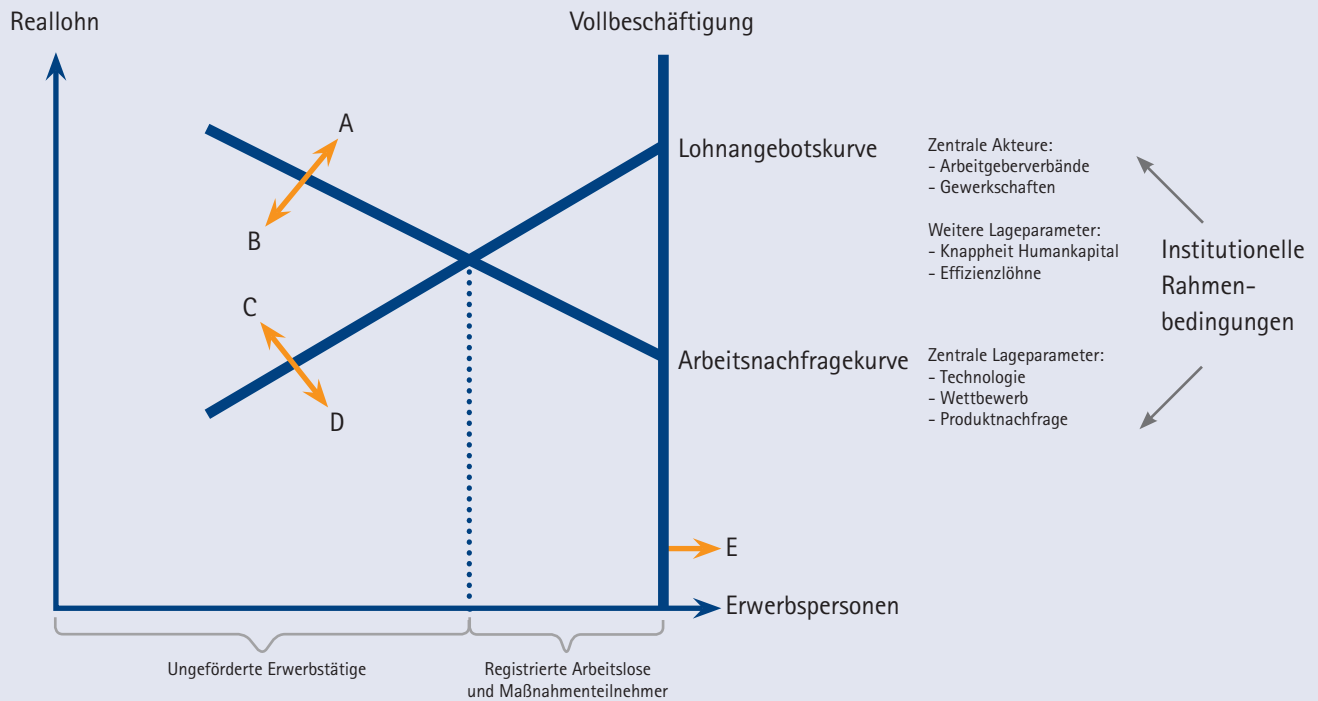 Reallohn
Vollbeschäftigung
A
B
C
D
Lohnangebotskurve
Zentrale Akteure:
- Arbeitgeberverbände
- Gewerkschaften
Weitere Lageparameter:
- Knappheit Humankapital
- Effizienzlöhne
Institutionelle
Rahmen-
bedingungen
Arbeitsnachfragekurve
Zentrale Lageparameter:
- Technologie
- Wettbewerb
- Produktnachfrage
E
Erwerbspersonen
Ungeförderte Erwerbstätige
Registrierte Arbeitslose
und Maßnahmenteilnehmer